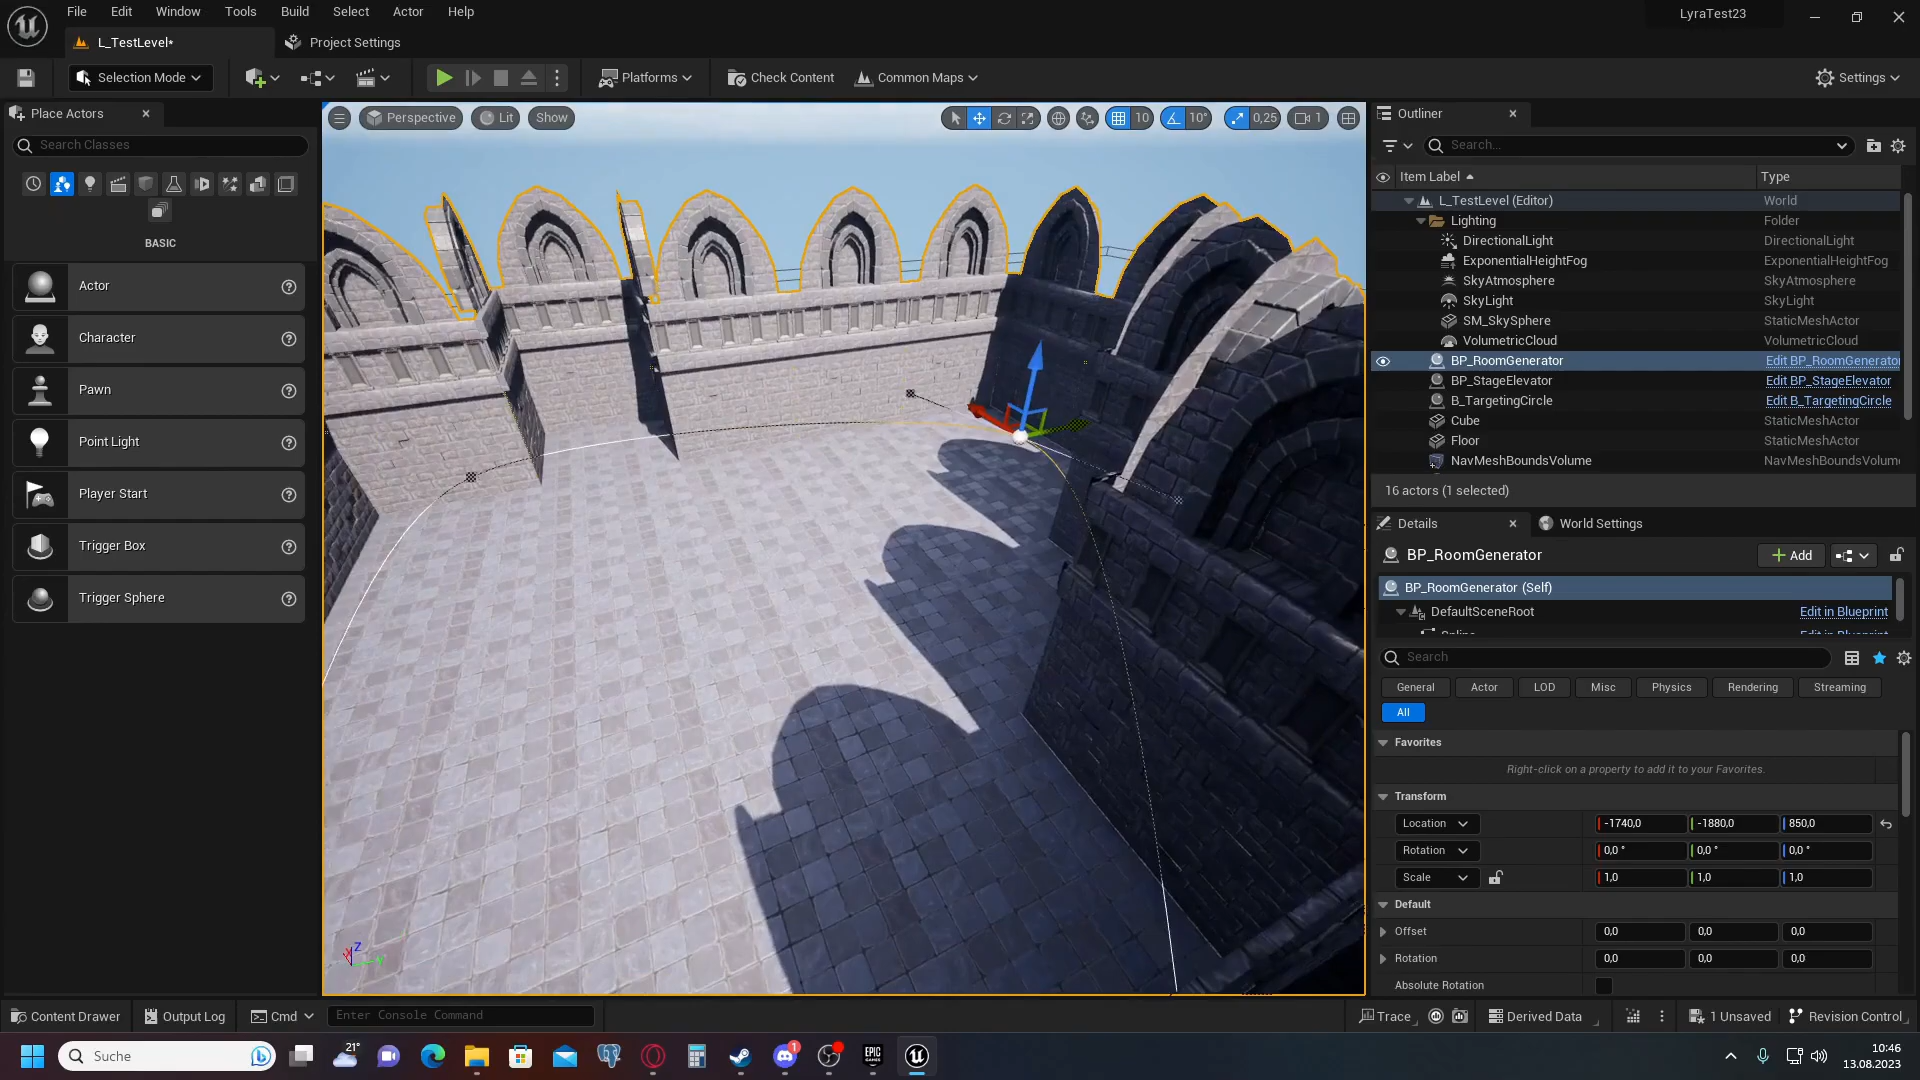 File Edit Window Tools Build Select Actor Help
LyraTest23
L_TestLevel*
Project Settings
Selection Mode
Platforms
Check Content
Common Maps
Settings
Place Actors
Search Classes
BASIC
Actor
Character
Pawn
Point Light
Player Start
Trigger Box
Trigger Sphere
Perspective
Lit
Show
10
10°
0,25
1
Outliner
Search...
Item Label Type
L_TestLevel (Editor) World
Lighting Folder
DirectionalLight DirectionalLight
ExponentialHeightFog ExponentialHeightFog
SkyAtmosphere SkyAtmosphere
SkyLight SkyLight
SM_SkySphere StaticMeshActor
VolumetricCloud VolumetricCloud
BP_RoomGenerator Edit BP_RoomGenerator
BP_StageElevator Edit BP_StageElevator
B_TargetingCircle Edit B_TargetingCircle
Cube StaticMeshActor
Floor StaticMeshActor
NavMeshBoundsVolume NavMeshBoundsVolume
16 actors (1 selected)
Details
World Settings
BP_RoomGenerator
Add
BP_RoomGenerator (Self)
DefaultSceneRoot Edit in Blueprint
Spline Edit in Blueprint
Search
General Actor LOD Misc Physics Rendering Streaming
All
Favorites
Right-click on a property to add it to your Favorites.
Transform
Location -1740,0 -1880,0 850,0
Rotation 0,0 ° 0,0 ° 0,0 °
Scale 1,0 1,0 1,0
Default
Offset 0,0 0,0 0,0
Rotation 0,0 0,0 0,0
Absolute Rotation
Z
Content Drawer
Output Log
Cmd
Enter Console Command
Trace
Derived Data
1 Unsaved
Revision Control
Suche
21°
1
EPIC
GAMES
10:46
13.08.2023